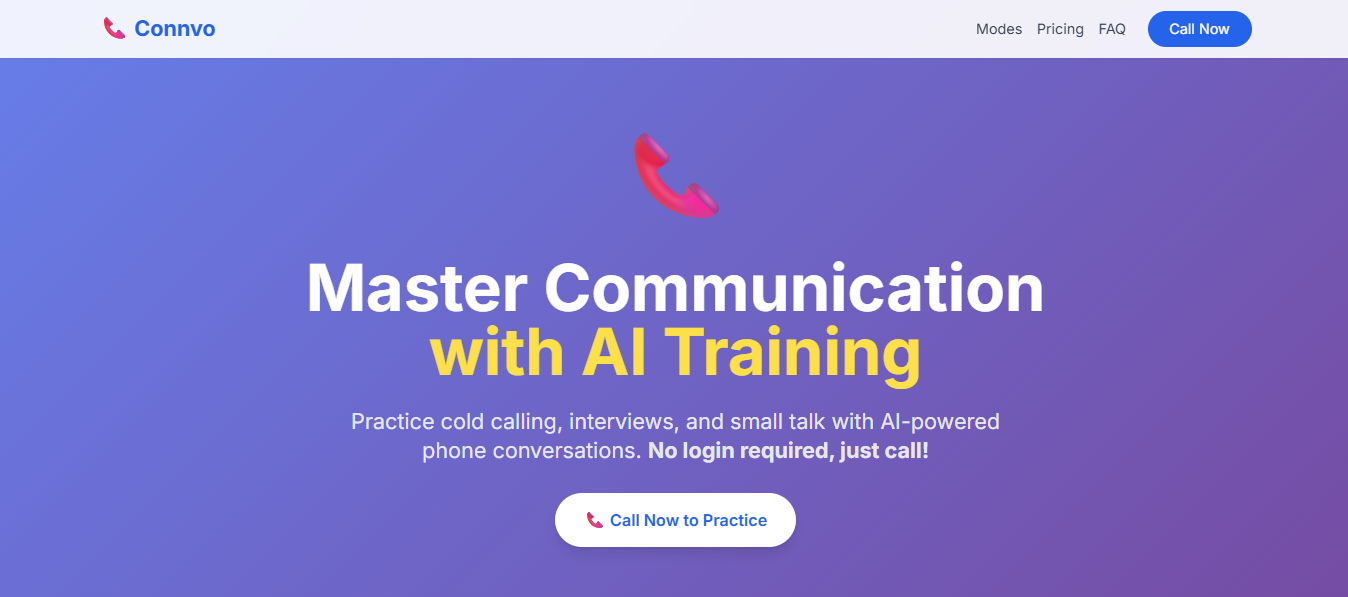 Connvo
Modes Pricing FAQ Call Now
Master Communication
with AI Training
Practice cold calling, interviews, and small talk with AI-powered
phone conversations. No login required, just call!
Call Now to Practice